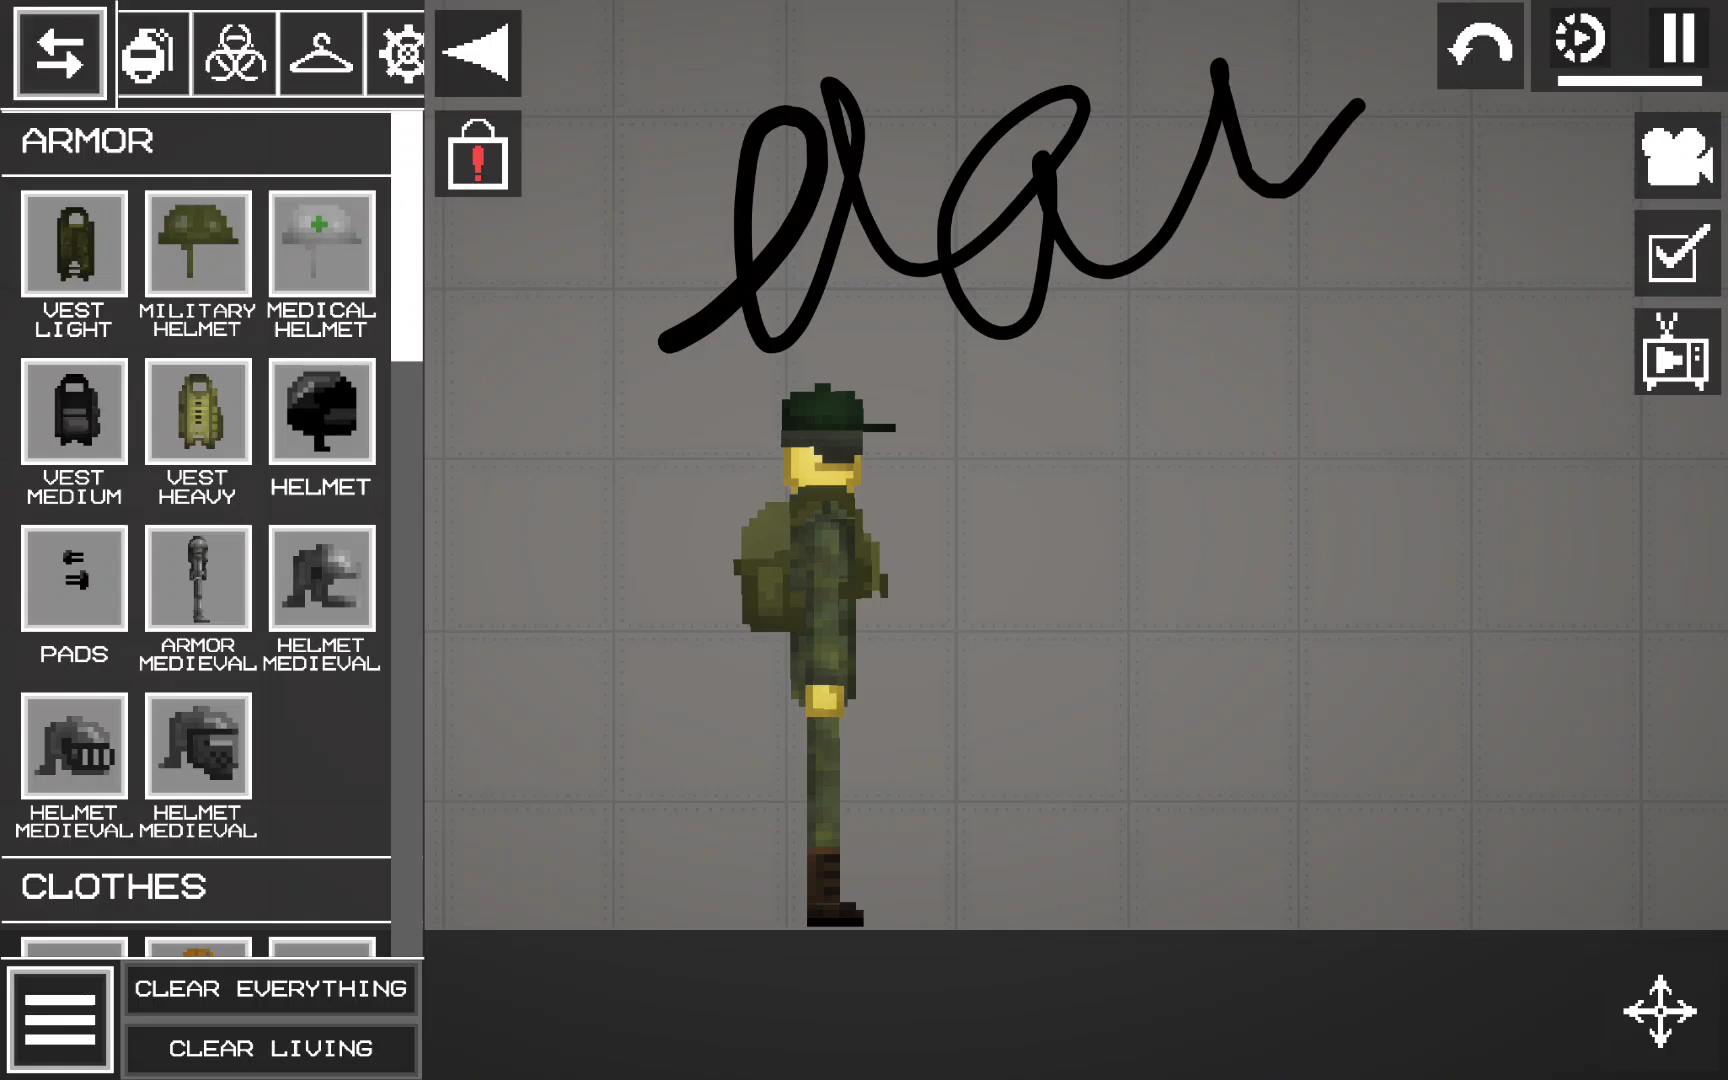 ARMOR
VEST LIGHT
MILITARY HELMET
MEDICAL HELMET
VEST MEDIUM
VEST HEAVY
HELMET
PADS
ARMOR MEDIEVAL
HELMET MEDIEVAL
HELMET MEDIEVAL
HELMET MEDIEVAL
CLOTHES
CLEAR EVERYTHING
CLEAR LIVING